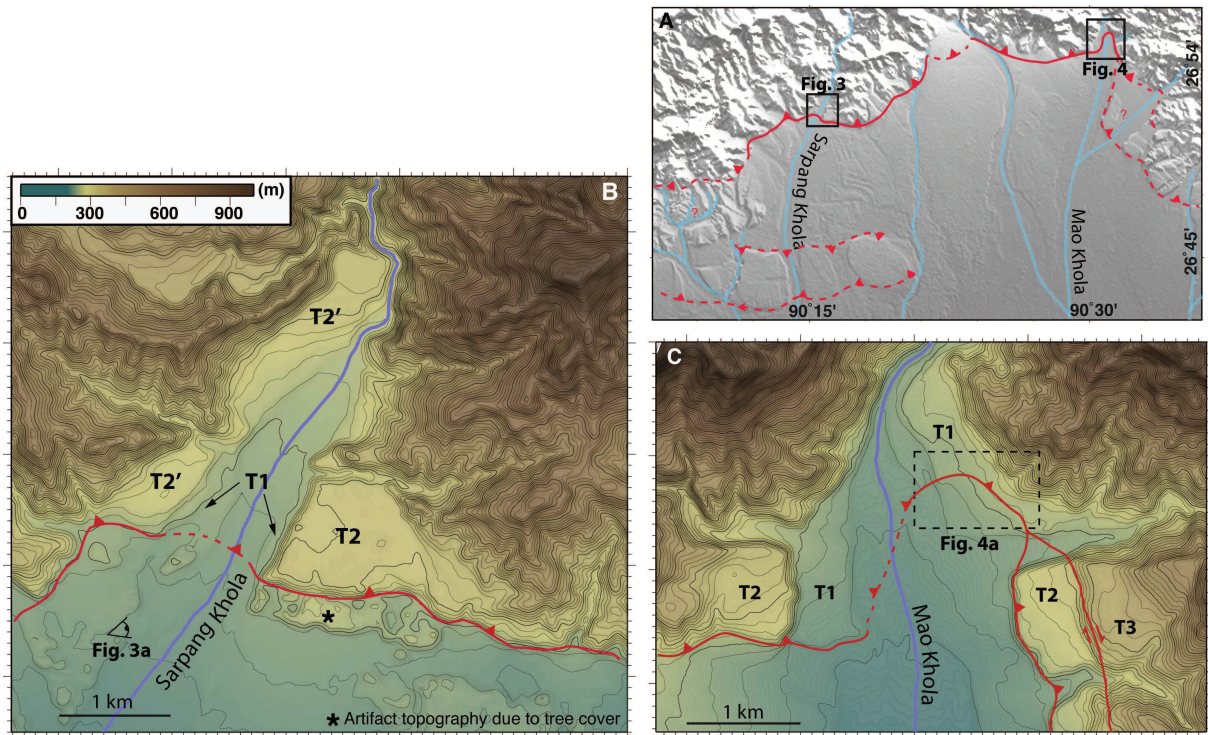 A
Fig. 3
Fig. 4
26°54'
?
Sarpang Khola
?
Mao Khola
26°45'
90°15'
90°30'
B
(m)
0 300 600 900
T2'
T2'
T1
T2
*
Fig. 3a
Sarpang Khola
1 km
* Artifact topography due to tree cover
C
T1
Fig. 4a
T2
T1
T2
T3
Mao Khola
1 km